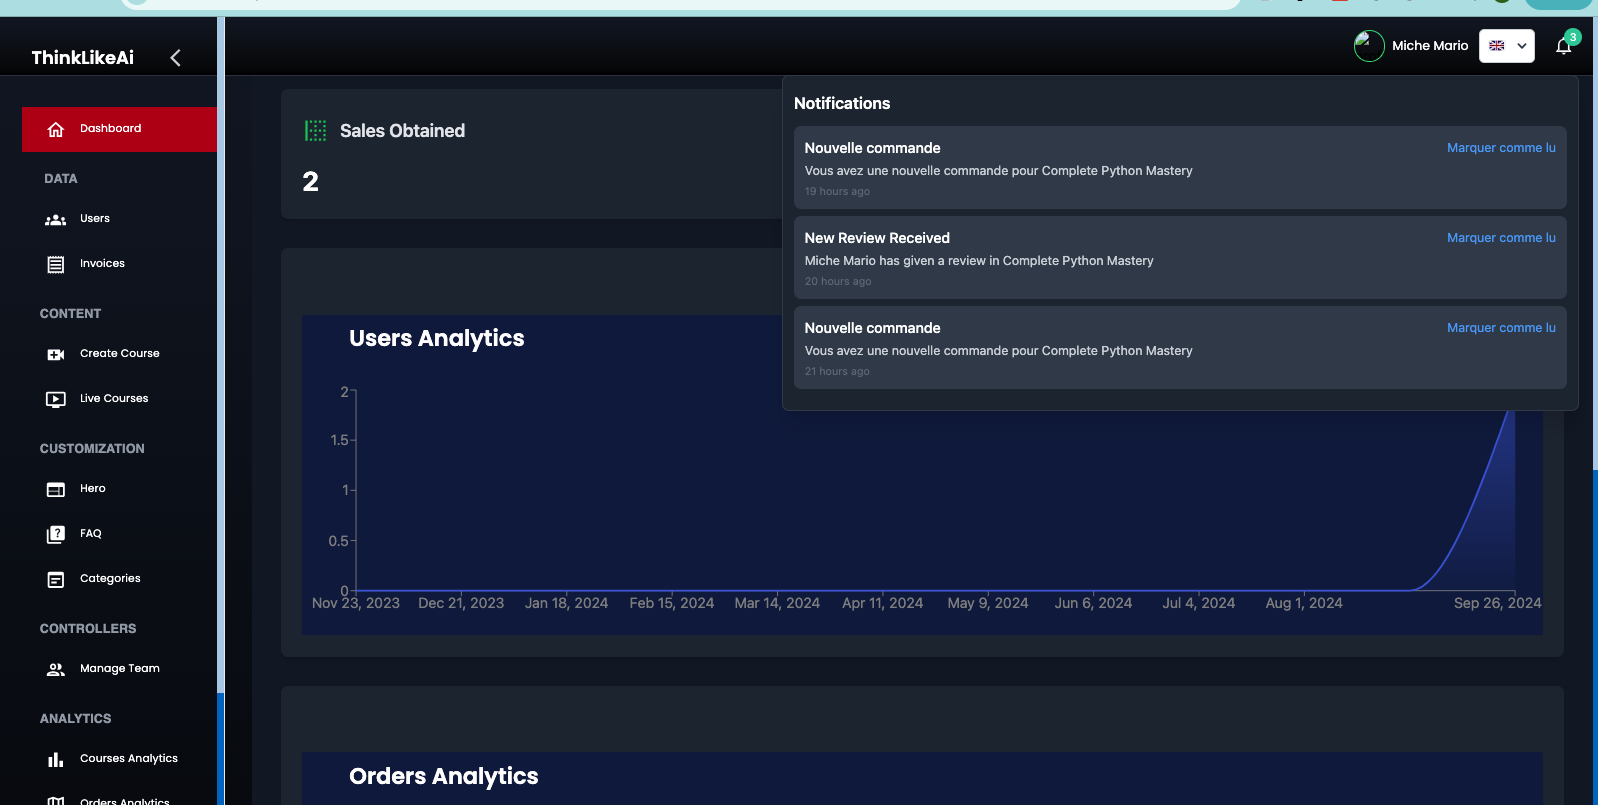 ThinkLikeAi
Miche Mario
3
Dashboard
DATA
Users
Invoices
CONTENT
Create Course
Live Courses
CUSTOMIZATION
Hero
FAQ
Categories
CONTROLLERS
Manage Team
ANALYTICS
Courses Analytics
Orders Analytics
Sales Obtained
2
Notifications
Nouvelle commande
Marquer comme lu
Vous avez une nouvelle commande pour Complete Python Mastery
19 hours ago
New Review Received
Marquer comme lu
Miche Mario has given a review in Complete Python Mastery
20 hours ago
Nouvelle commande
Marquer comme lu
Vous avez une nouvelle commande pour Complete Python Mastery
21 hours ago
Users Analytics
2
1.5
1
0.5
0
Nov 23, 2023 Dec 21, 2023 Jan 18, 2024 Feb 15, 2024 Mar 14, 2024 Apr 11, 2024 May 9, 2024 Jun 6, 2024 Jul 4, 2024 Aug 1, 2024 Sep 26, 2024
Orders Analytics